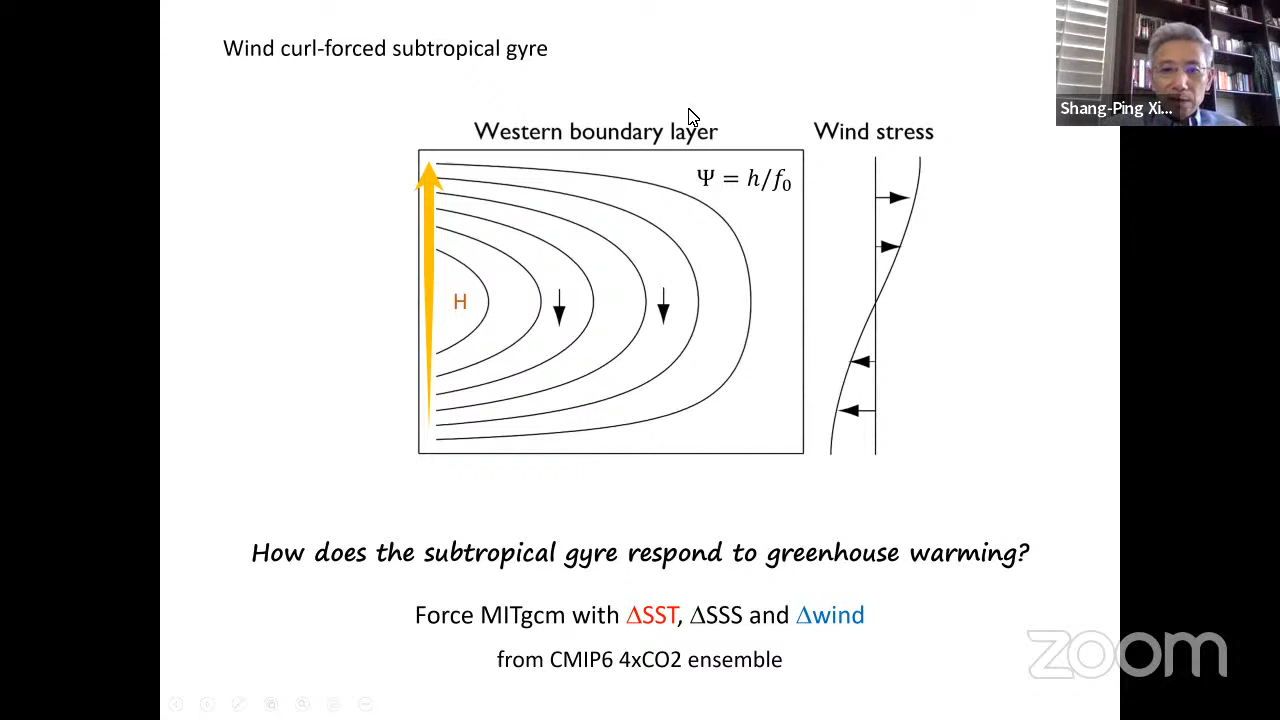 Wind curl-forced subtropical gyre
Shang-Ping Xi...
Western boundary layer
Wind stress
Ψ = h/f₀
H
How does the subtropical gyre respond to greenhouse warming?
Force MITgcm with ΔSST, ΔSSS and Δwind
from CMIP6 4xCO2 ensemble
zoom